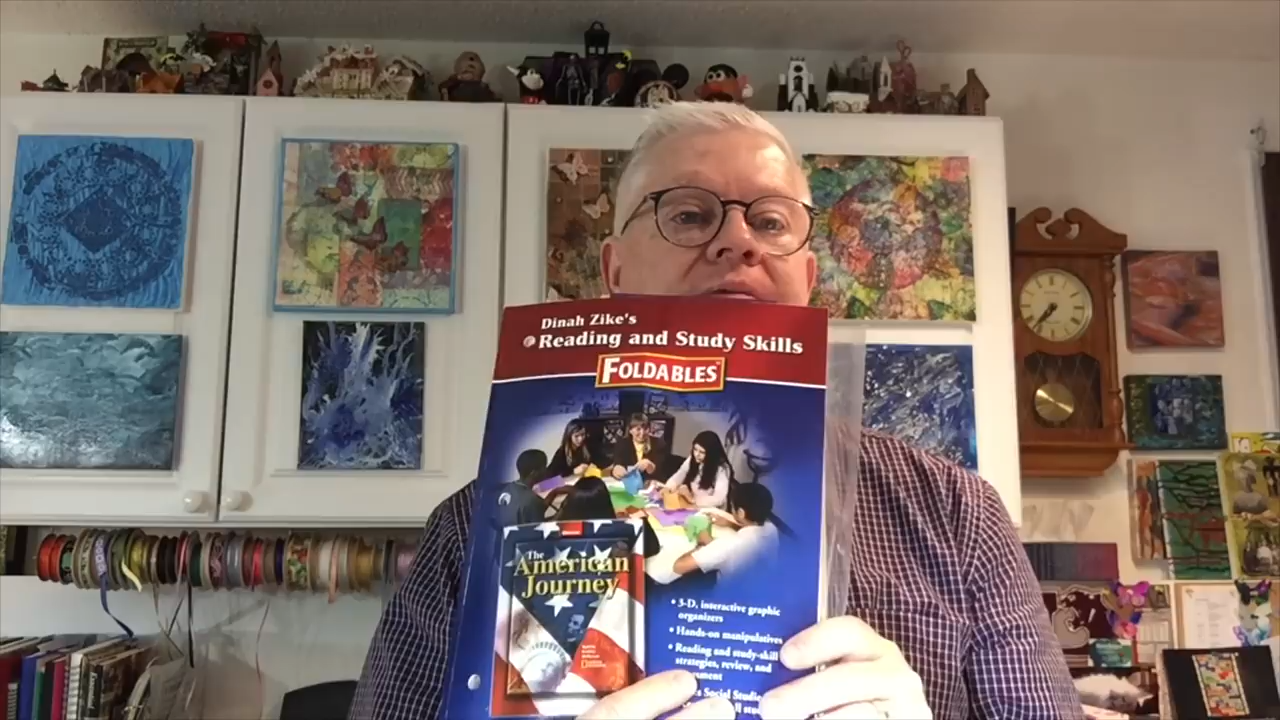 Dinah Zike's
Reading and Study Skills
FOLDABLES
The
American
Journey
• 3-D, interactive graphic
organizers
• Hands-on manipulatives
• Reading and study-skill
strategies, review, and
Social